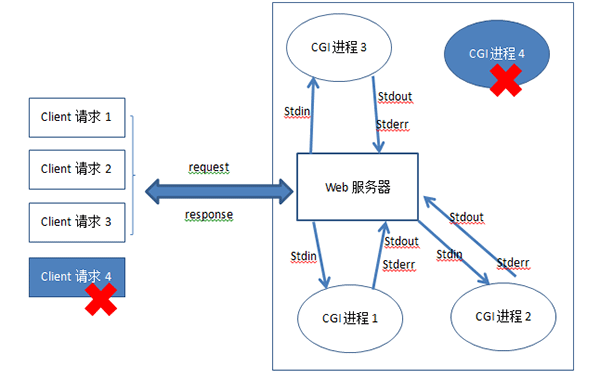 CGI 进程 3
CGI 进程 4
Stdin
Stdout
Stderr
Client 请求 1
Client 请求 2
Client 请求 3
Client 请求 4
request
response
Web 服务器
Stdin
Stdout
Stderr
Stdout
Stdin
Stderr
CGI 进程 1
CGI 进程 2